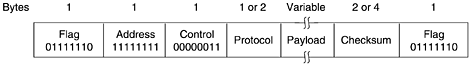 Bytes 1 1 1 1 or 2 Variable 2 or 4 1
Flag Address Control Protocol Payload Checksum Flag
01111110 11111111 00000011 01111110